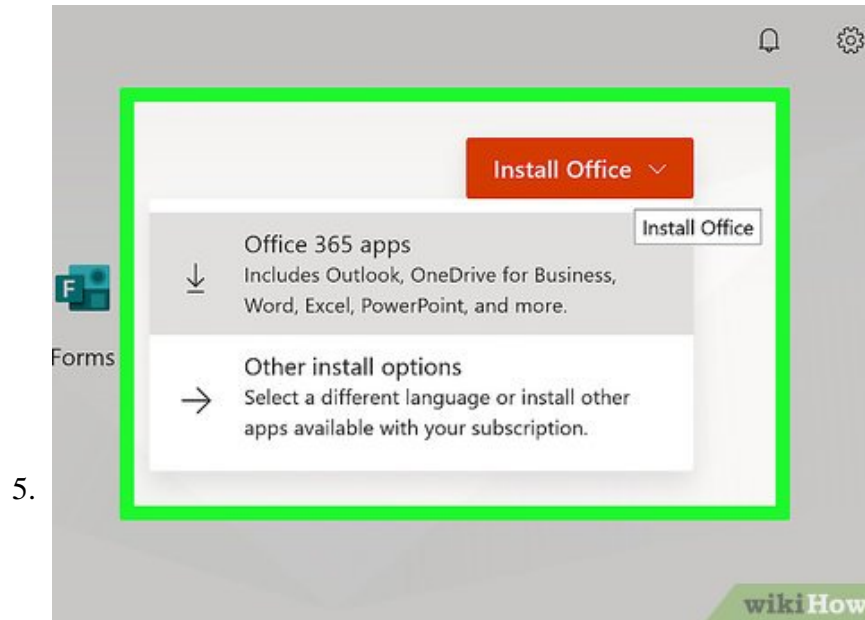 Install Office
Install Office
Office 365 apps
Includes Outlook, OneDrive for Business,
Word, Excel, PowerPoint, and more.
F
Forms
Other install options
Select a different language or install other
apps available with your subscription.
5.
wikiHow